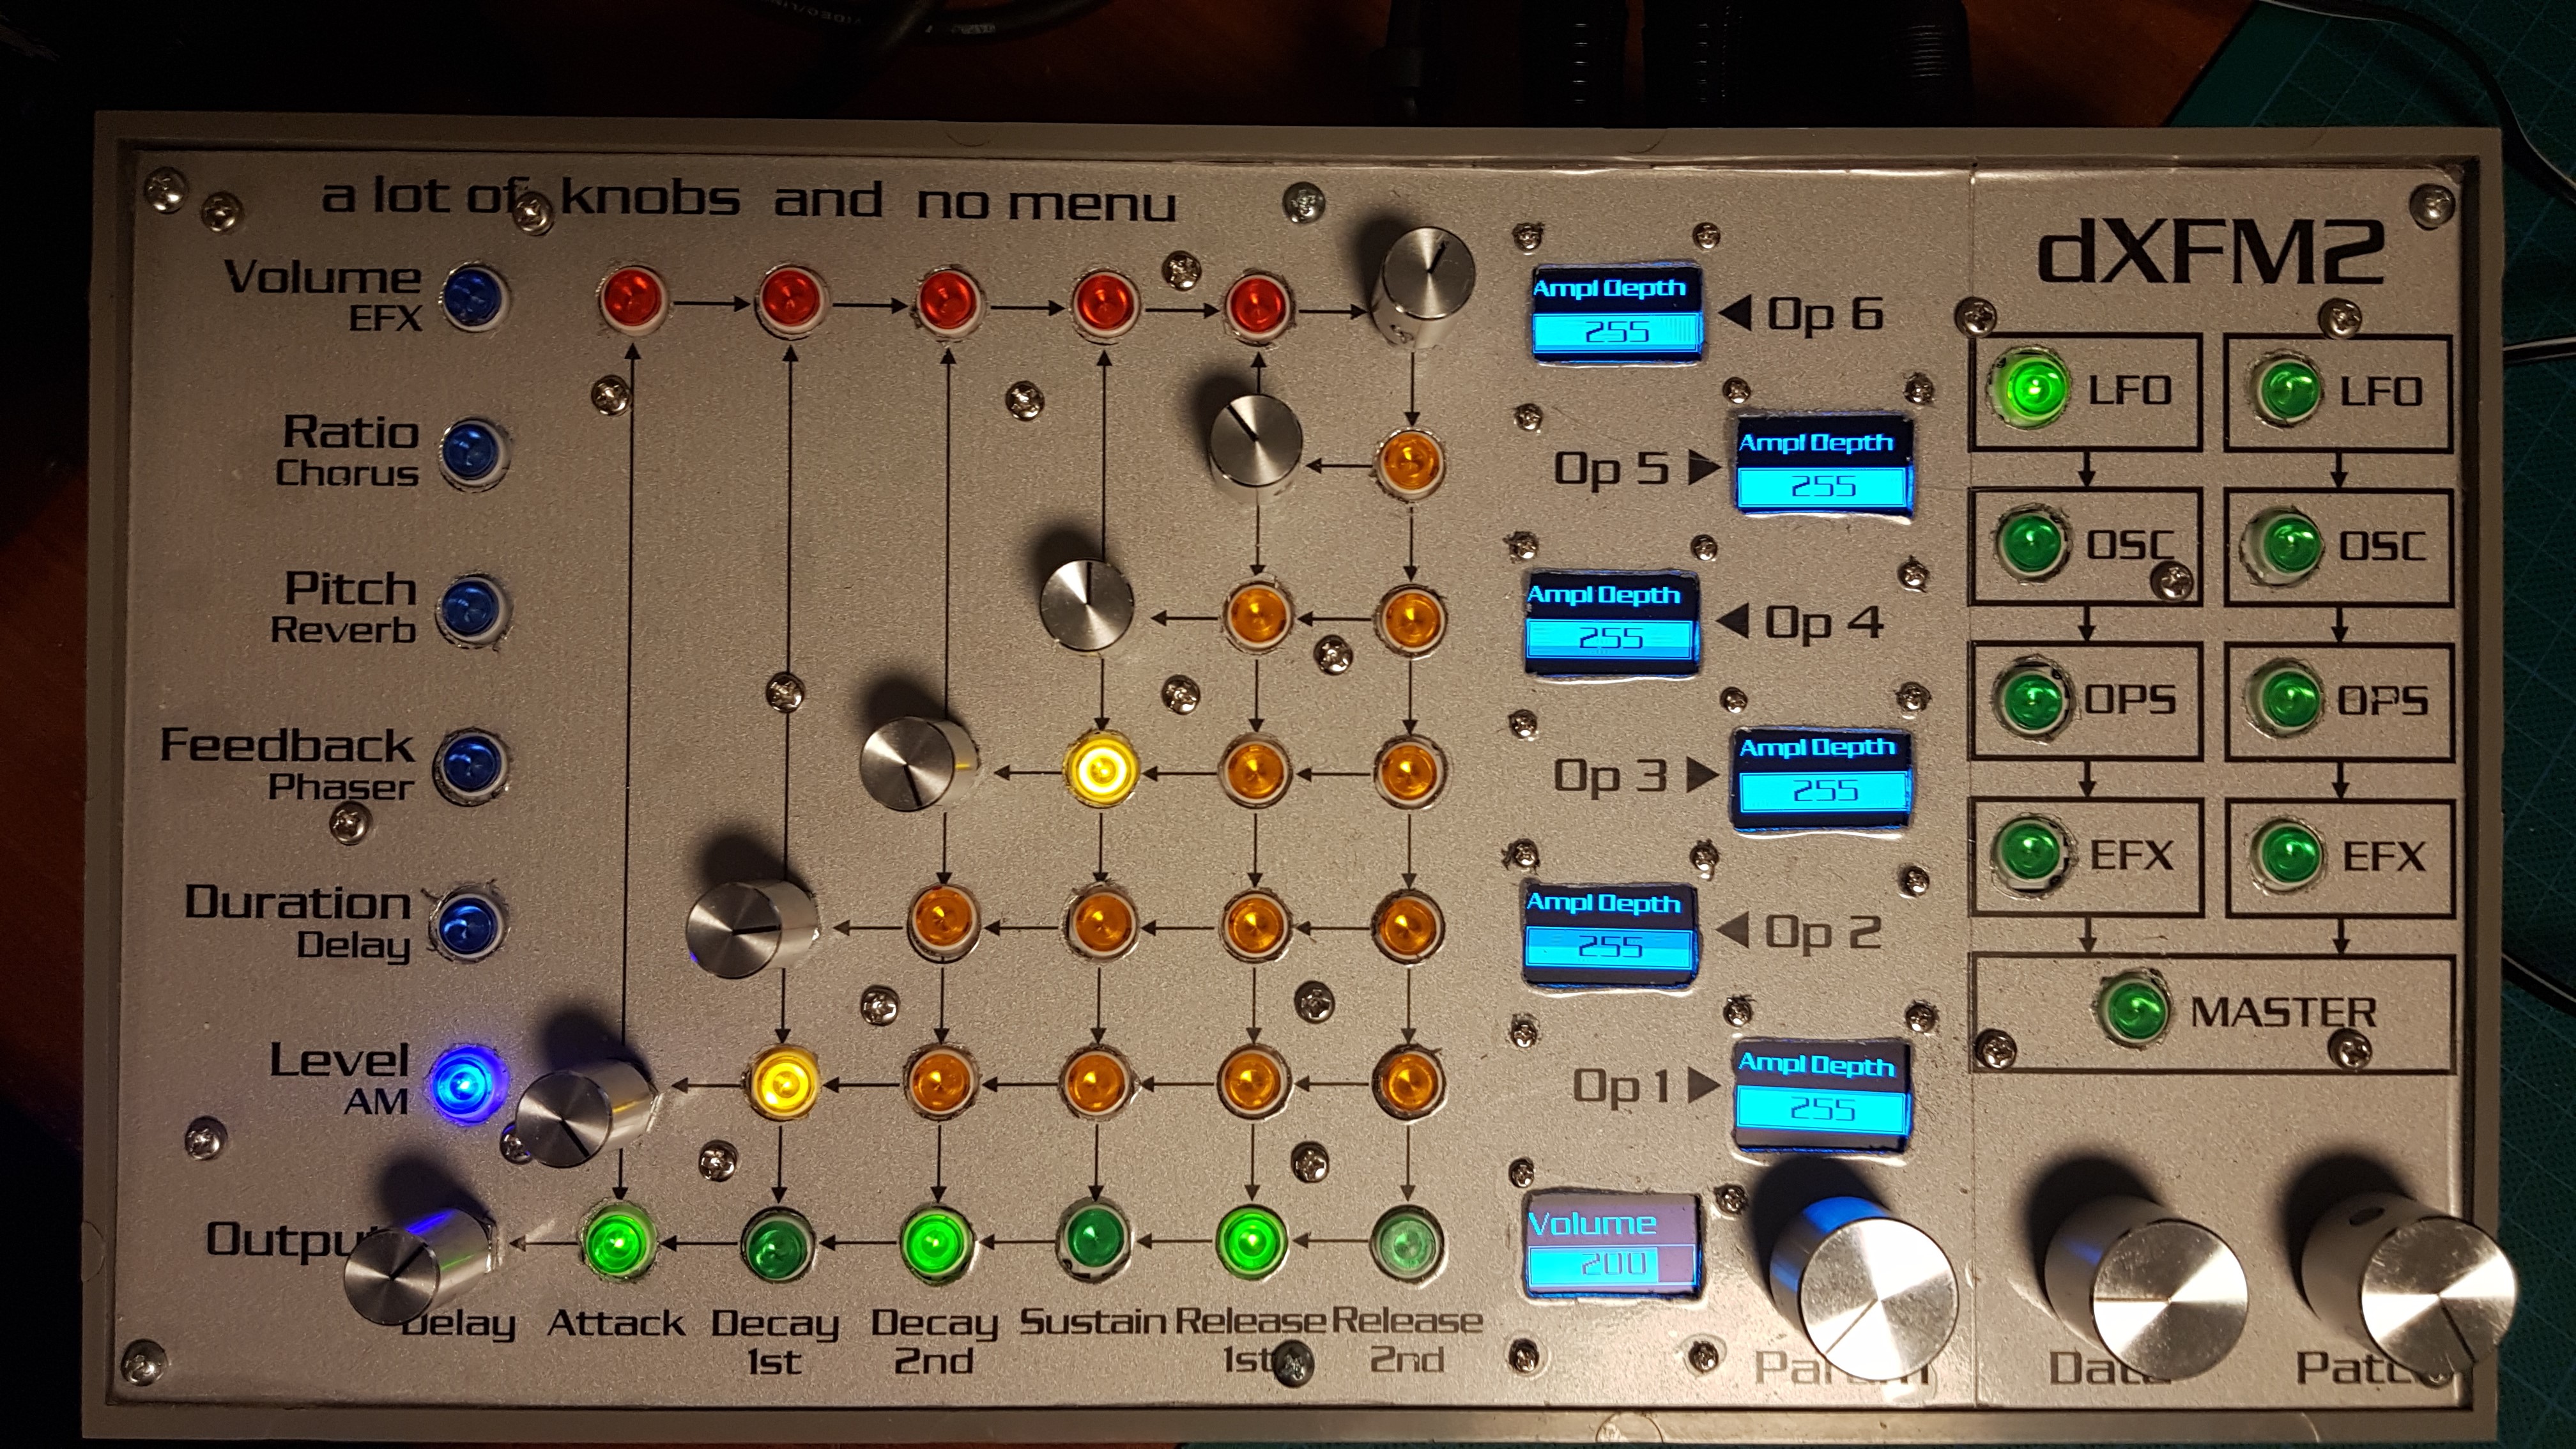 a lot of knobs and no menu
dXFM2
Volume
EFX
Ampl Depth
255
Op 6
LFO
LFO
Ratio
Chorus
Op 5
Ampl Depth
255
OSC
OSC
Pitch
Reverb
Ampl Depth
255
Op 4
OPS
OPS
Feedback
Phaser
Op 3
Ampl Depth
255
EFX
EFX
Duration
Delay
Ampl Depth
255
Op 2
MASTER
Level
AM
Op 1
Ampl Depth
255
Output
Volume
200
Delay
Attack
Decay
1st
Decay
2nd
Sustain
Release
1st
Release
2nd
Data